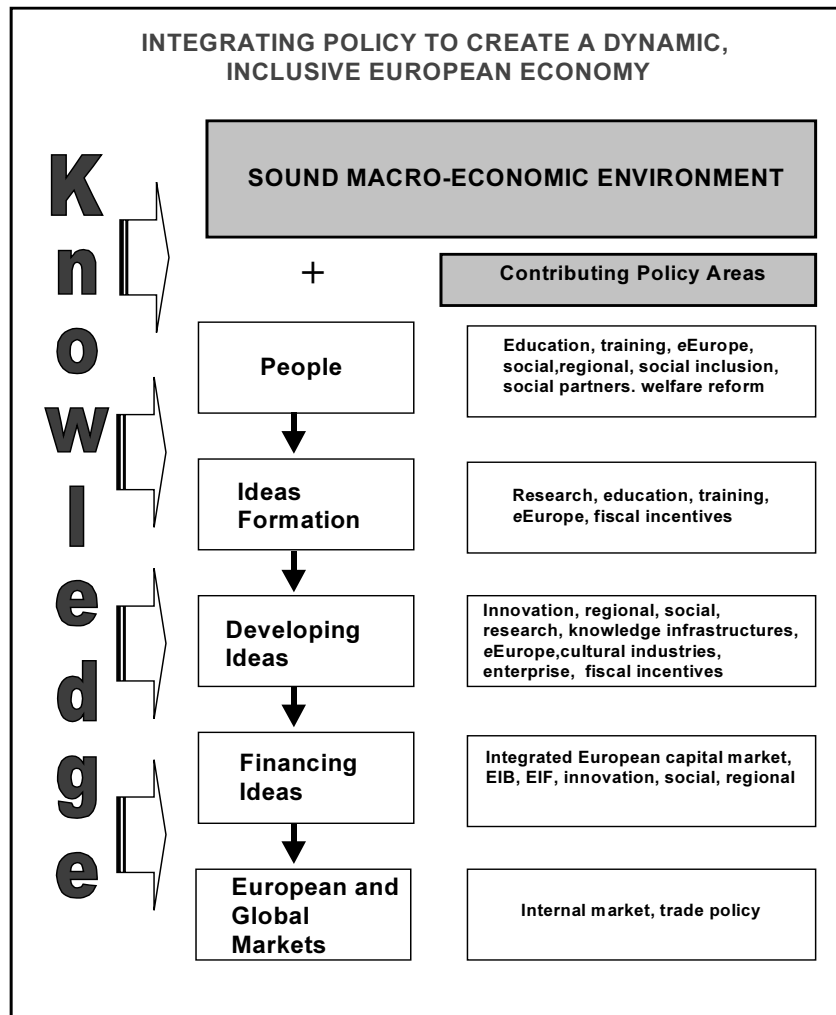 INTEGRATING POLICY TO CREATE A DYNAMIC,
INCLUSIVE EUROPEAN ECONOMY
Knowledge
SOUND MACRO-ECONOMIC ENVIRONMENT
+
Contributing Policy Areas
People
Education, training, eEurope,
social,regional, social inclusion,
social partners. welfare reform
Ideas
Formation
Research, education, training,
eEurope, fiscal incentives
Developing
Ideas
Innovation, regional, social,
research, knowledge infrastructures,
eEurope,cultural industries,
enterprise, fiscal incentives
Financing
Ideas
Integrated European capital market,
EIB, EIF, innovation, social, regional
European and
Global
Markets
Internal market, trade policy